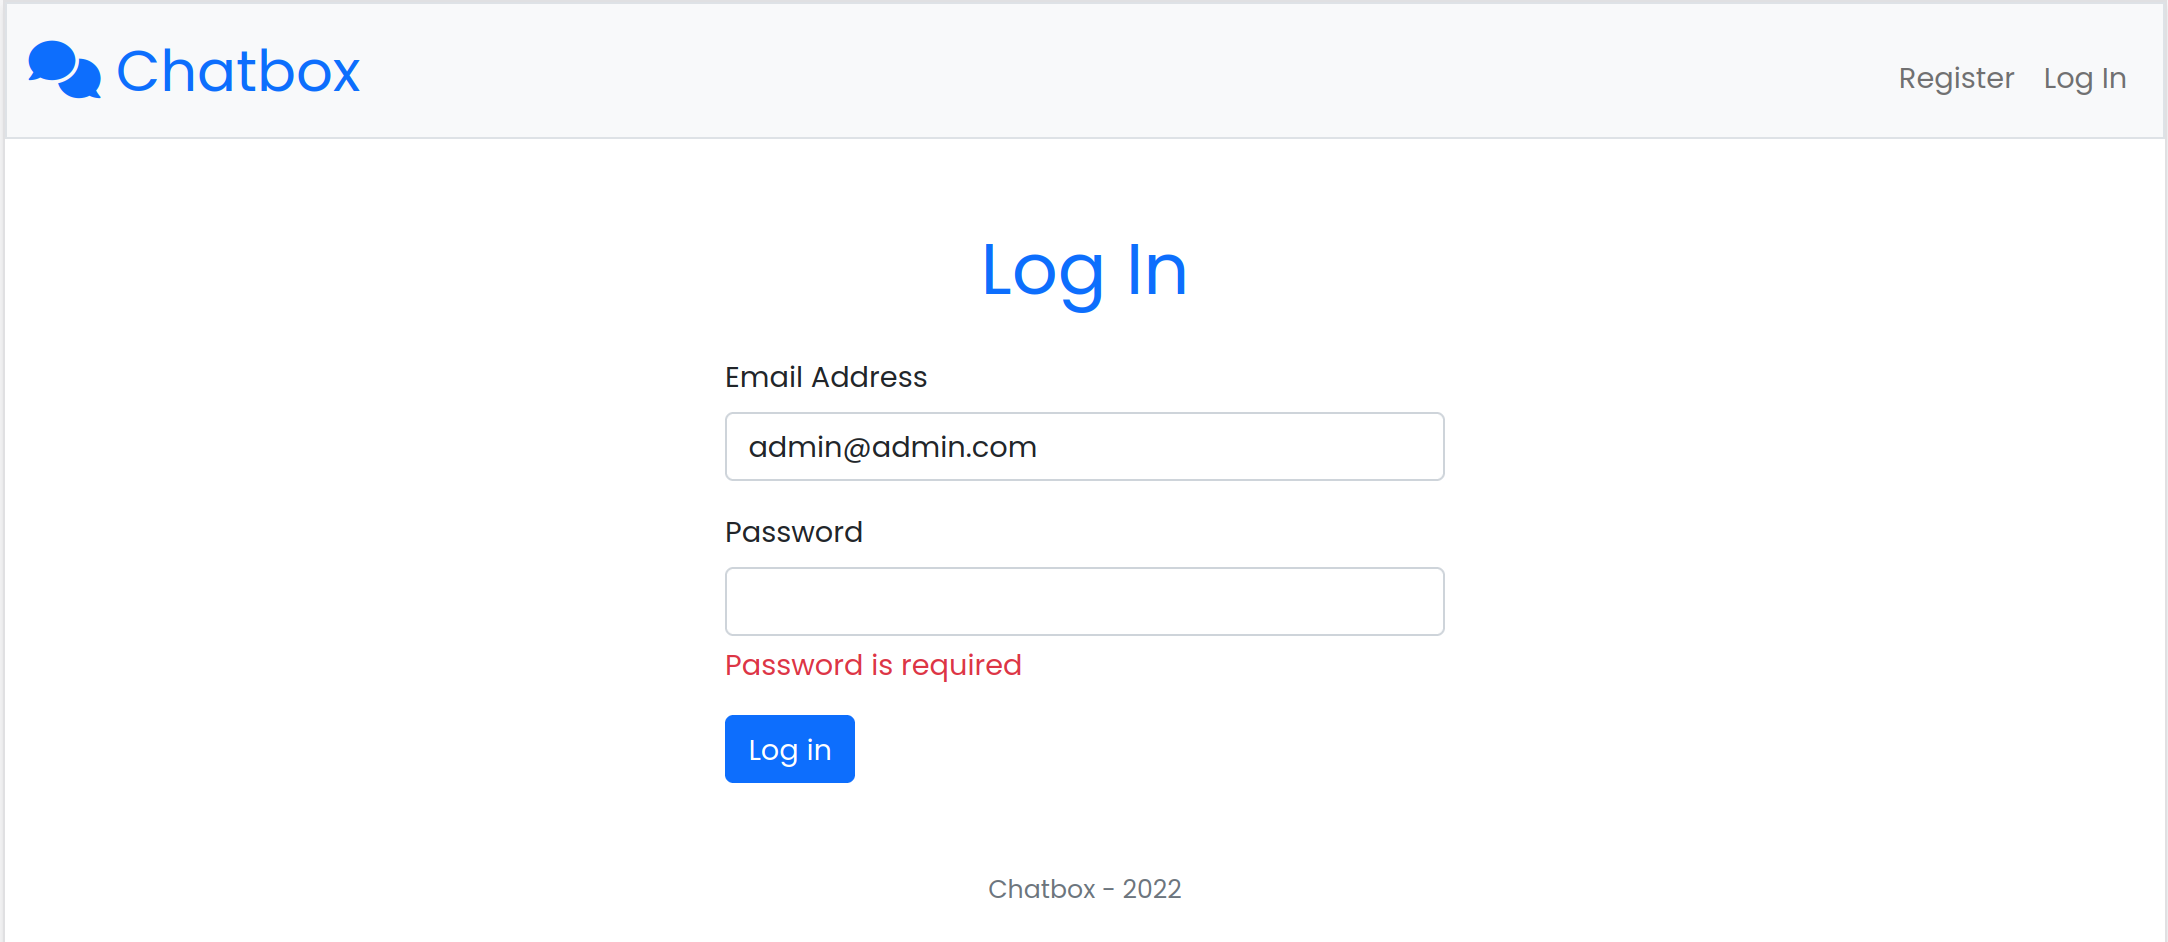 Chatbox
Register Log In
Log In
Email Address
admin@admin.com
Password
Password is required
Log in
Chatbox - 2022